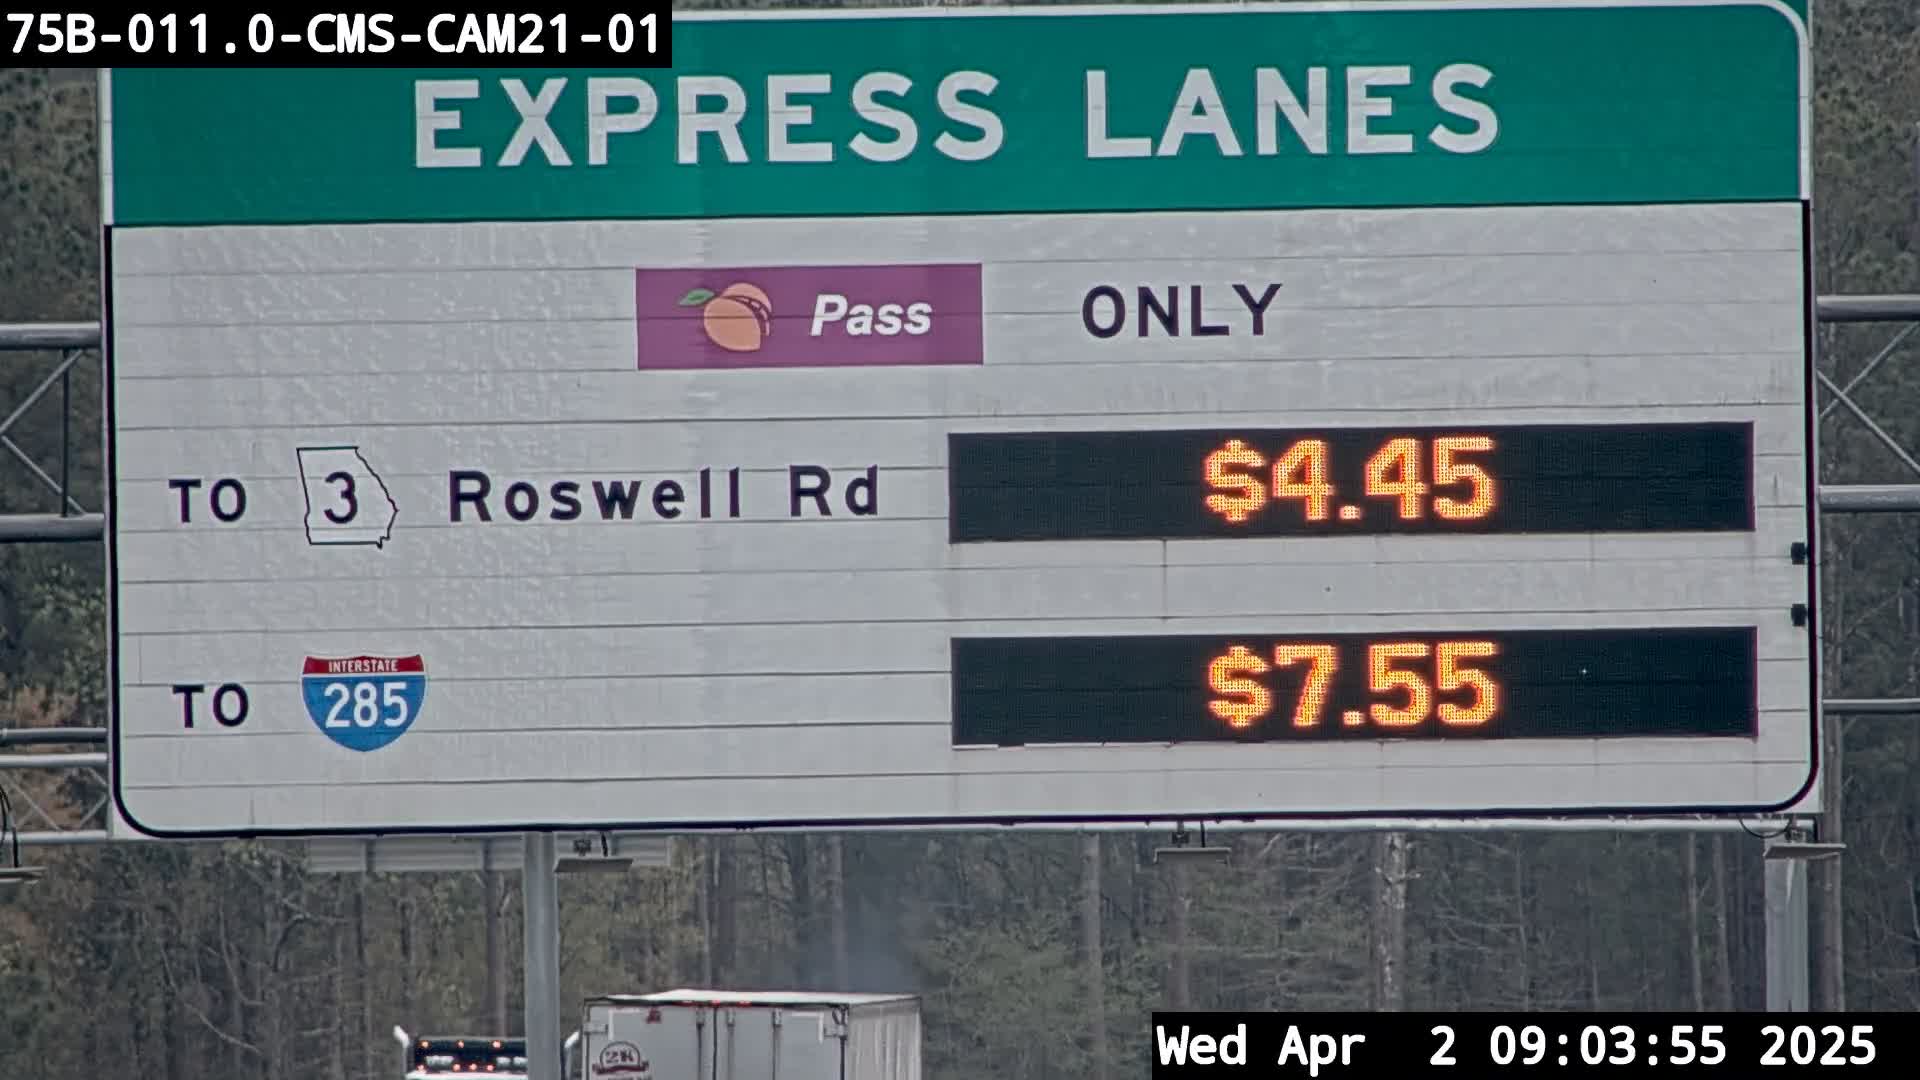 75B-011.0-CMS-CAM21-01
EXPRESS LANES
Pass ONLY
TO 3 Roswell Rd $4.45
TO INTERSTATE 285 $7.55
2K
Wed Apr 2 09:03:55 2025